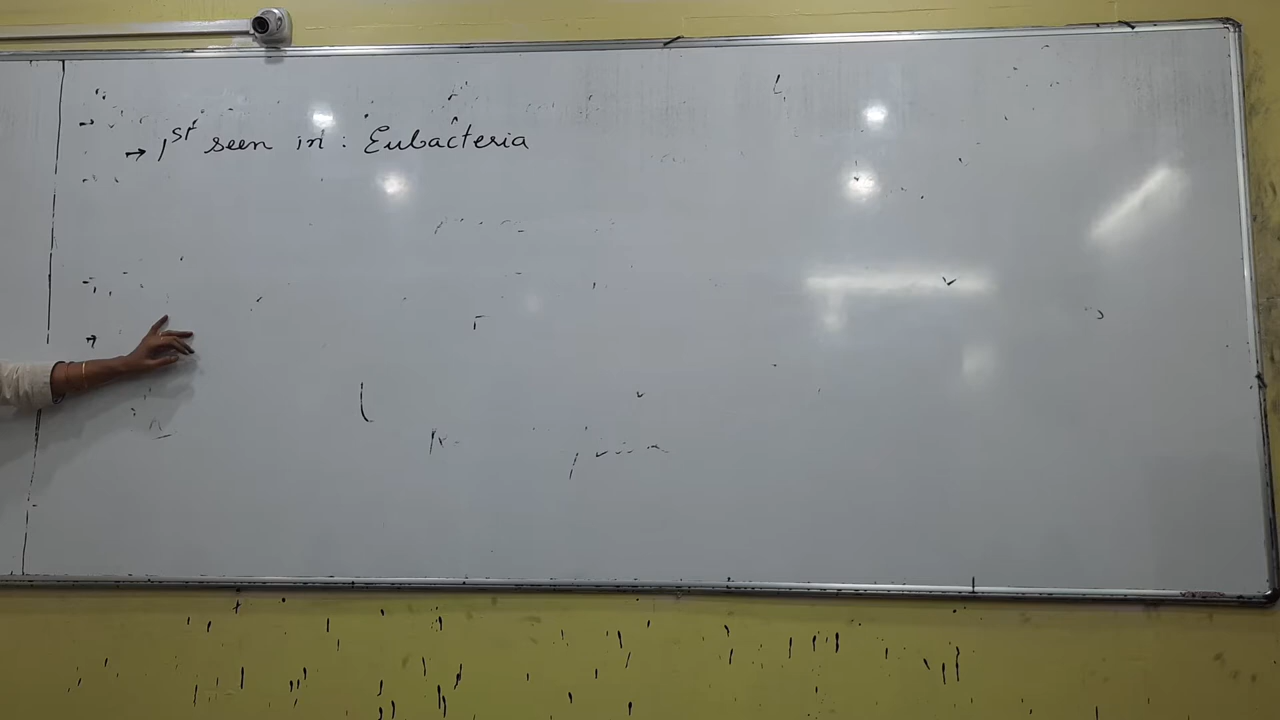 → 1st seen in : Eubacteria